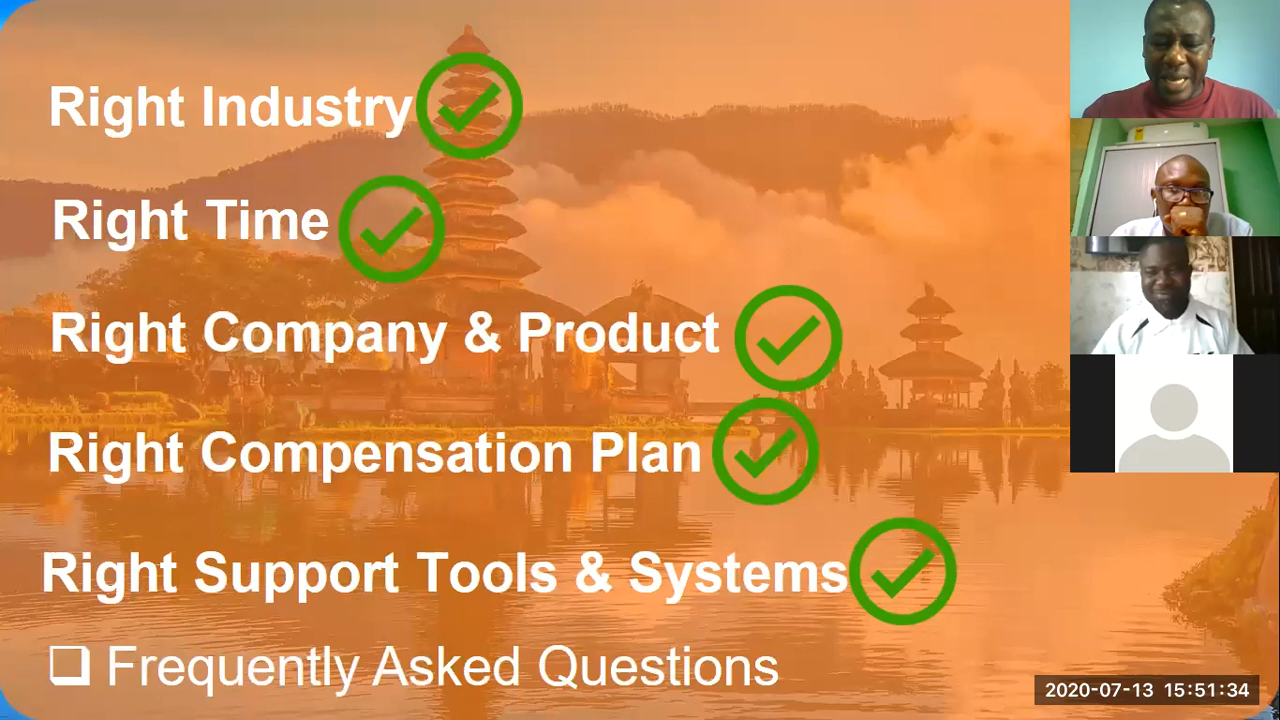 Right Industry
Right Time
Right Company & Product
Right Compensation Plan
Right Support Tools & Systems
❑ Frequently Asked Questions
2020-07-13 15:51:34